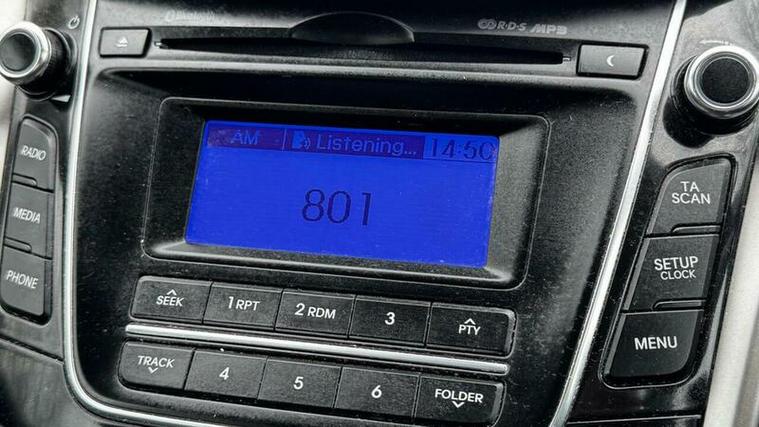 Bluetooth
RDS MP3
AM Listening... 14:50
801
RADIO
MEDIA
PHONE
SEEK 1 RPT 2 RDM 3 PTY
TRACK 4 5 6 FOLDER
TA
SCAN
SETUP
CLOCK
MENU